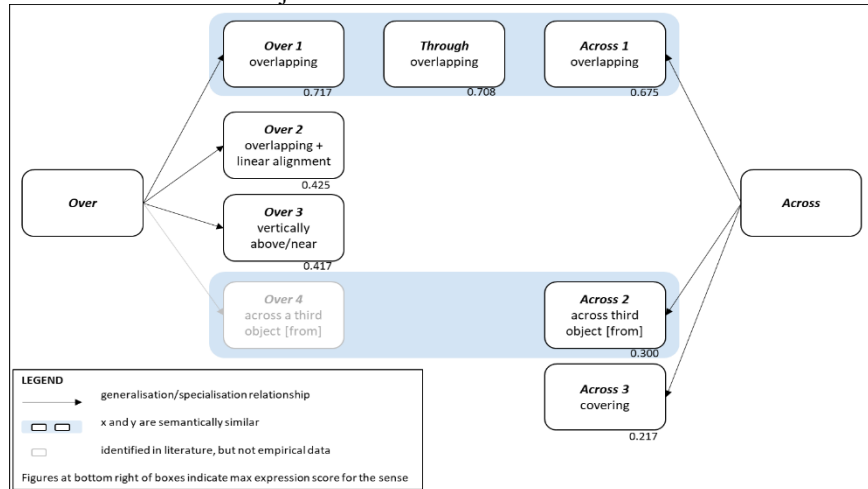 Over 1
overlapping
0.717
Through
overlapping
0.708
Across 1
overlapping
0.675
Over 2
overlapping +
linear alignment
0.425
Over
Over 3
vertically
above/near
0.417
Across
Over 4
across a third
object [from]
Across 2
across third
object [from]
0.300
Across 3
covering
0.217
LEGEND
generalisation/specialisation relationship
x and y are semantically similar
identified in literature, but not empirical data
Figures at bottom right of boxes indicate max expression score for the sense